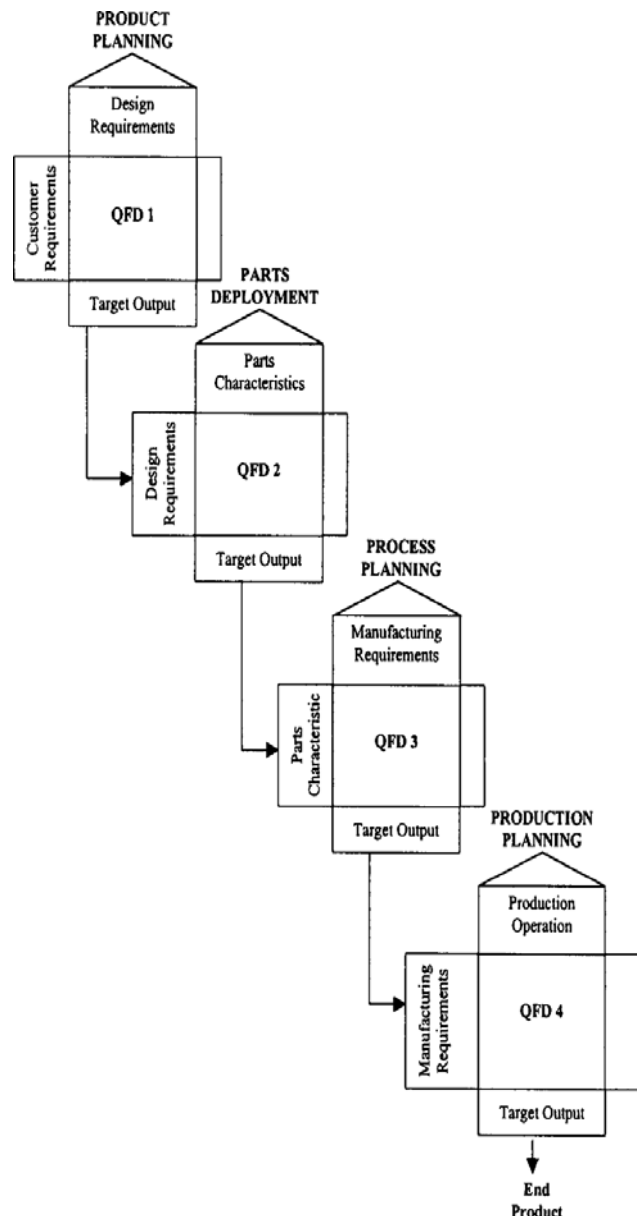 PRODUCT
PLANNING
Design
Requirements
Customer
Requirements
QFD 1
Target Output
PARTS
DEPLOYMENT
Parts
Characteristics
Design
Requirements
QFD 2
Target Output
PROCESS
PLANNING
Manufacturing
Requirements
Parts
Characteristic
QFD 3
Target Output
PRODUCTION
PLANNING
Production
Operation
Manufacturing
Requirements
QFD 4
Target Output
End
Product